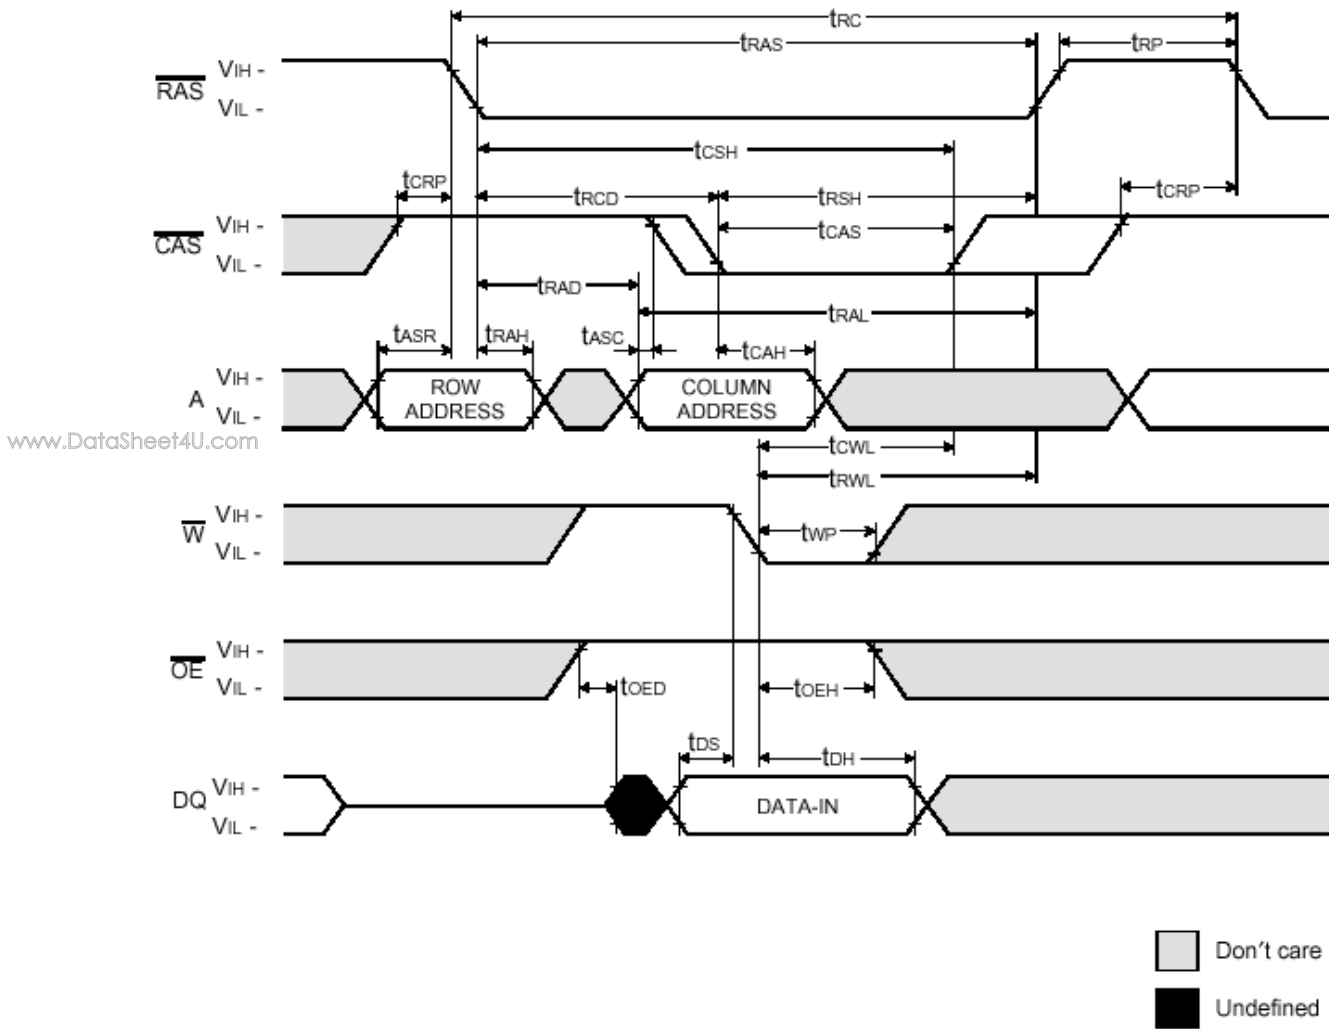 tRC
tRAS
tRP
RAS
VIH -
VIL -
tCSH
tCRP
tRCD
tRSH
tCRP
CAS
VIH -
VIL -
tCAS
tRAD
tRAL
tASR
tRAH
tASC
tCAH
A
VIH -
VIL -
ROW
ADDRESS
COLUMN
ADDRESS
www.DataSheet4U.com
tCWL
tRWL
W
VIH -
VIL -
tWP
OE
VIH -
VIL -
tOED
tOEH
tDS
tDH
DQ
VIH -
VIL -
DATA-IN
Don't care
Undefined